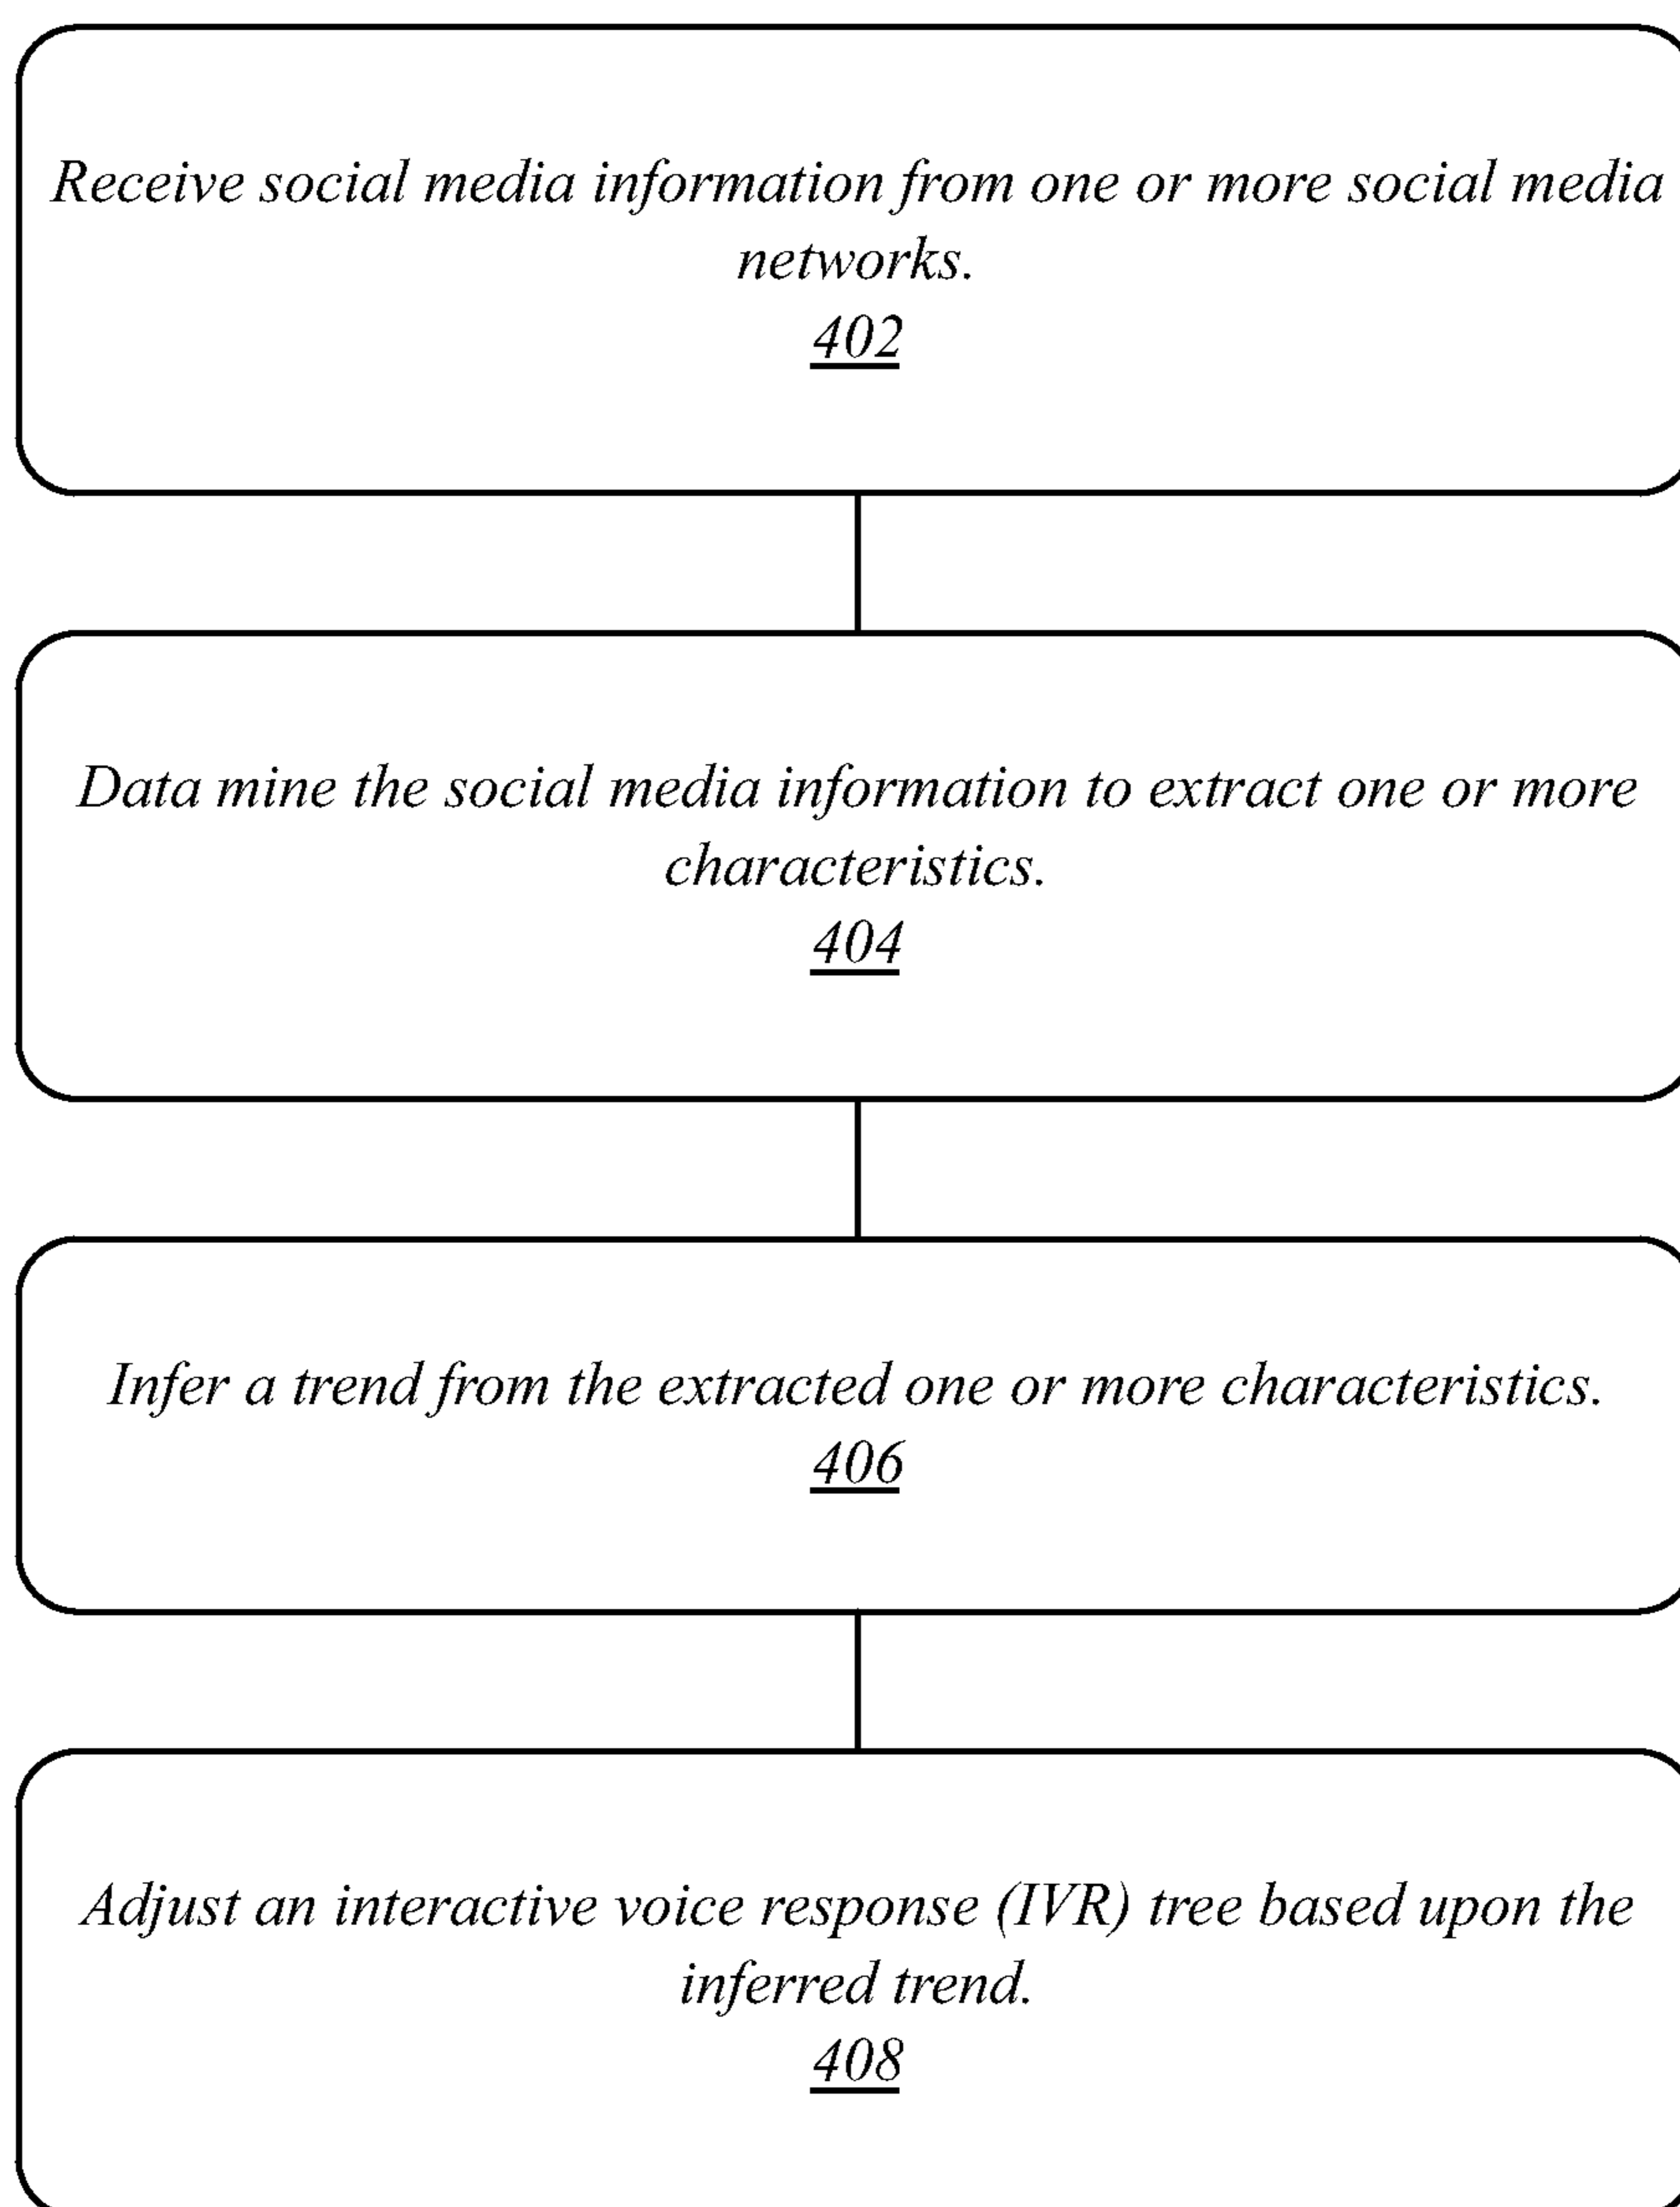 Receive social media information from one or more social media
networks.
402
Data mine the social media information to extract one or more
characteristics.
404
Infer a trend from the extracted one or more characteristics.
406
Adjust an interactive voice response (IVR) tree based upon the
inferred trend.
408